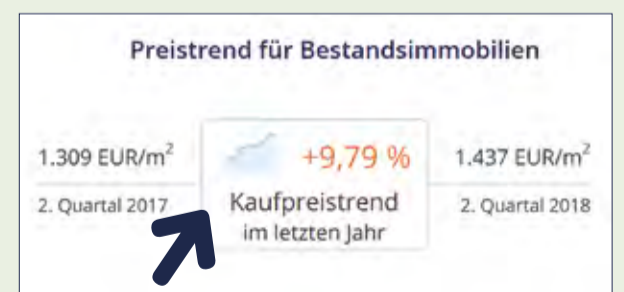 Preistrend für Bestandsimmobilien
1.309 EUR/m²
2. Quartal 2017
+9,79 %
Kaufpreistrend
im letzten Jahr
1.437 EUR/m²
2. Quartal 2018